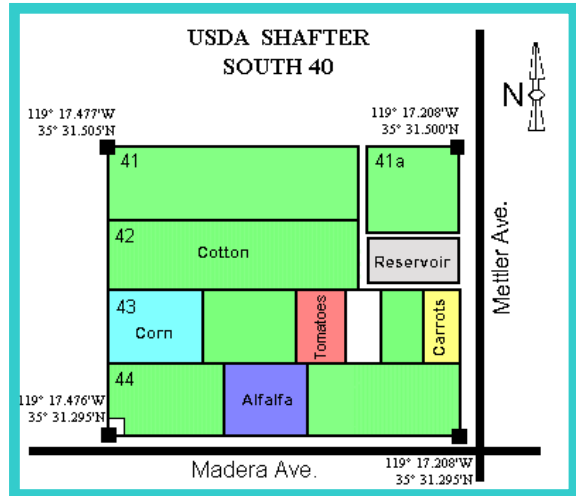 USDA SHAFTER
SOUTH 40
N
119° 17.477'W
35° 31.505'N
119° 17.208'W
35° 31.500'N
41
41a
42
Cotton
Reservoir
Mettler Ave.
43
Corn
Tomatoes
Carrots
44
Alfalfa
119° 17.476'W
35° 31.295'N
Madera Ave.
119° 17.208'W
35° 31.295'N